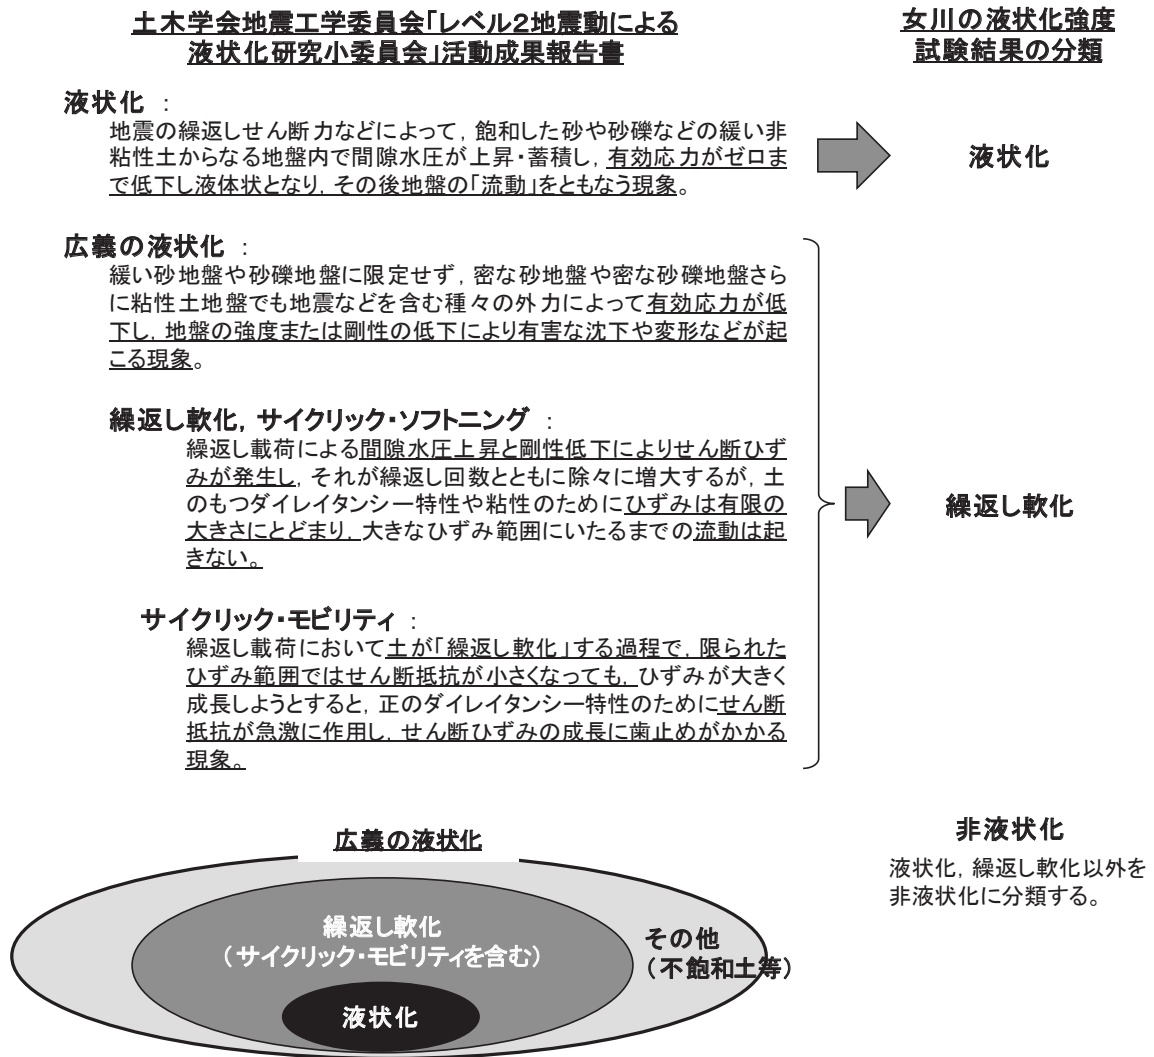 土木学会地震工学委員会「レベル2地震動による
液状化研究小委員会」活動成果報告書
女川の液状化強度
試験結果の分類
液状化 :
地震の繰返しせん断力などによって，飽和した砂や砂礫などの緩い非
粘性土からなる地盤内で間隙水圧が上昇・蓄積し，有効応力がゼロま
で低下し液体状となり，その後地盤の「流動」をともなう現象。
液状化
広義の液状化 :
緩い砂地盤や砂礫地盤に限定せず，密な砂地盤や密な砂礫地盤さら
に粘性土地盤でも地震などを含む種々の外力によって有効応力が低
下し，地盤の強度または剛性の低下により有害な沈下や変形などが起
こる現象。
繰返し軟化，サイクリック・ソフトニング :
繰返し載荷による間隙水圧上昇と剛性低下によりせん断ひず
みが発生し，それが繰返し回数とともに除々に増大するが，土
のもつダイレイタンシー特性や粘性のためにひずみは有限の
大きさにとどまり，大きなひずみ範囲にいたるまでの流動は起
きない。
繰返し軟化
サイクリック・モビリティ :
繰返し載荷において土が「繰返し軟化」する過程で，限られた
ひずみ範囲ではせん断抵抗が小さくなっても，ひずみが大きく
成長しようとすると，正のダイレイタンシー特性のためにせん断
抵抗が急激に作用し，せん断ひずみの成長に歯止めがかかる
現象。
非液状化
液状化，繰返し軟化以外を
非液状化に分類する。
広義の液状化
繰返し軟化
（サイクリック・モビリティを含む）
その他
（不飽和土等）
液状化